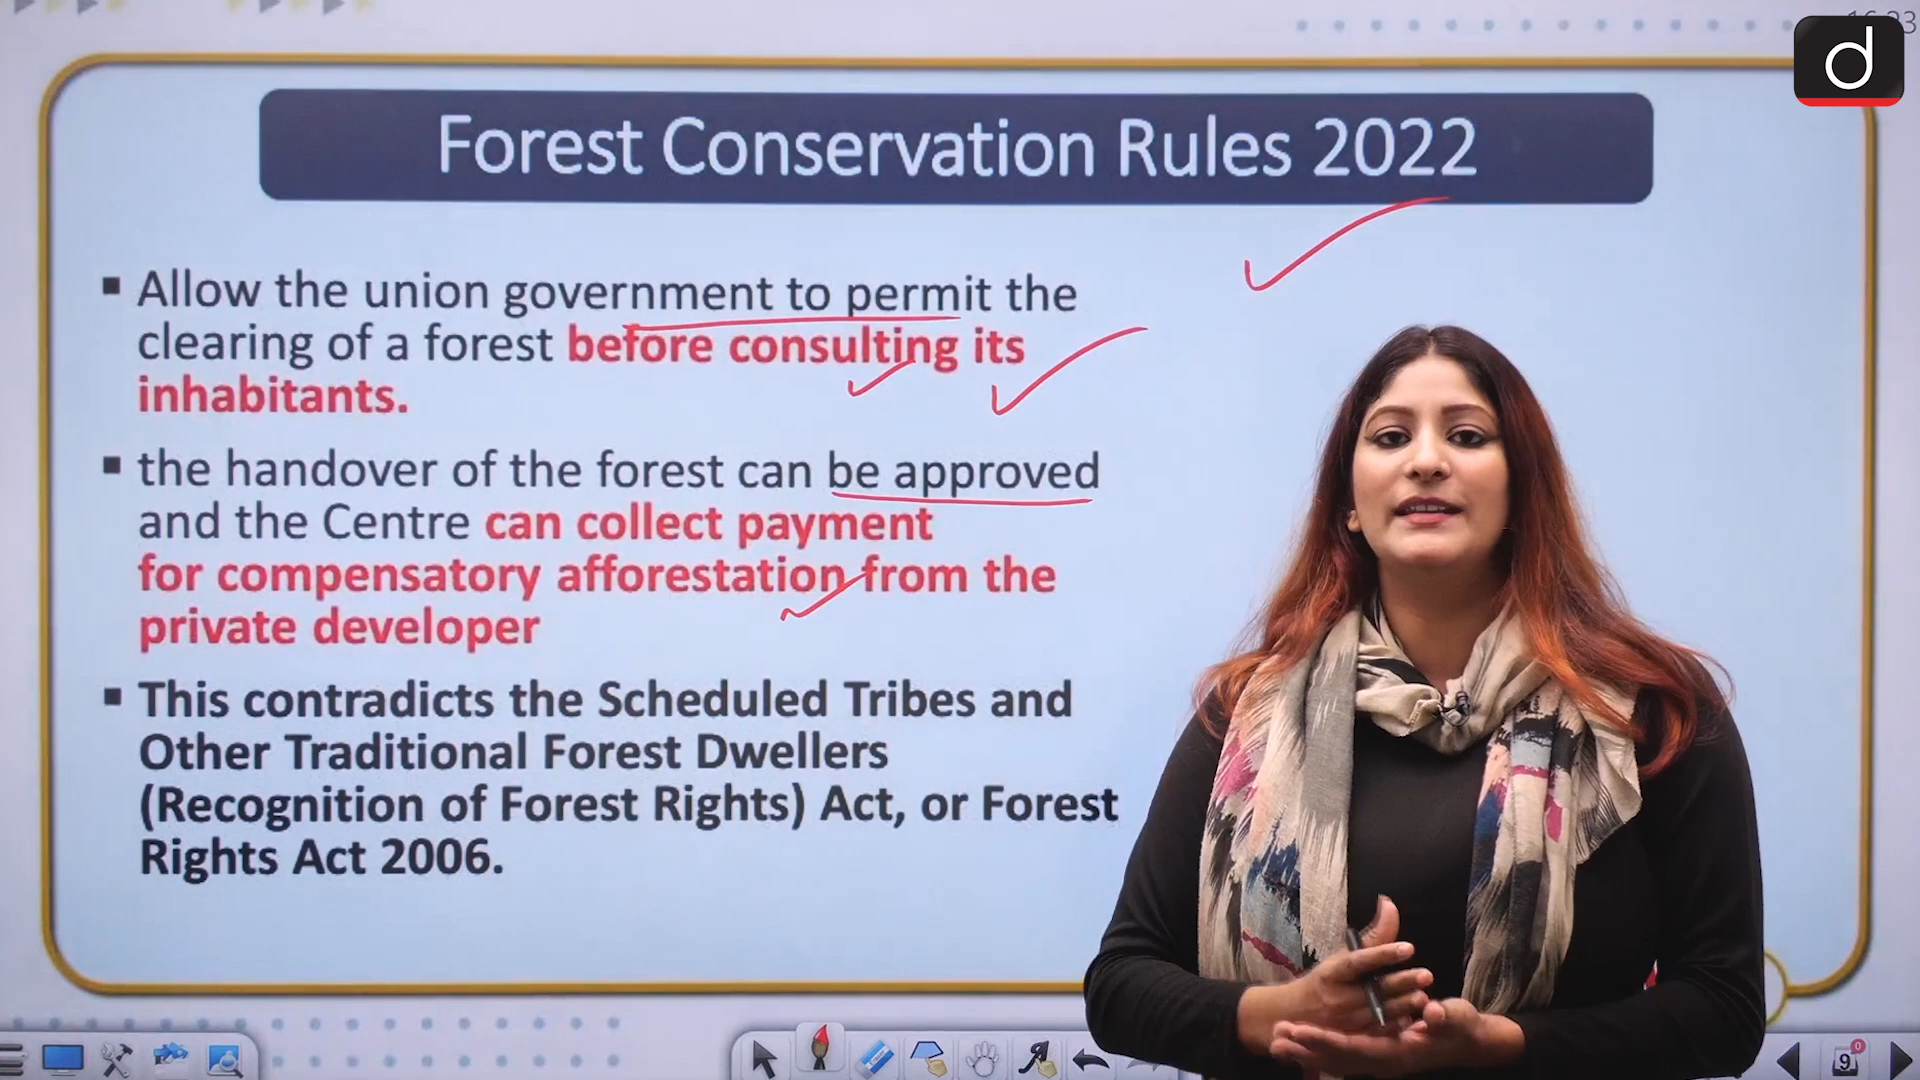 d
Forest Conservation Rules 2022
▪ Allow the union government to permit the
clearing of a forest before consulting its
inhabitants.
▪ the handover of the forest can be approved
and the Centre can collect payment
for compensatory afforestation from the
private developer
▪ This contradicts the Scheduled Tribes and
Other Traditional Forest Dwellers
(Recognition of Forest Rights) Act, or Forest
Rights Act 2006.
9
0